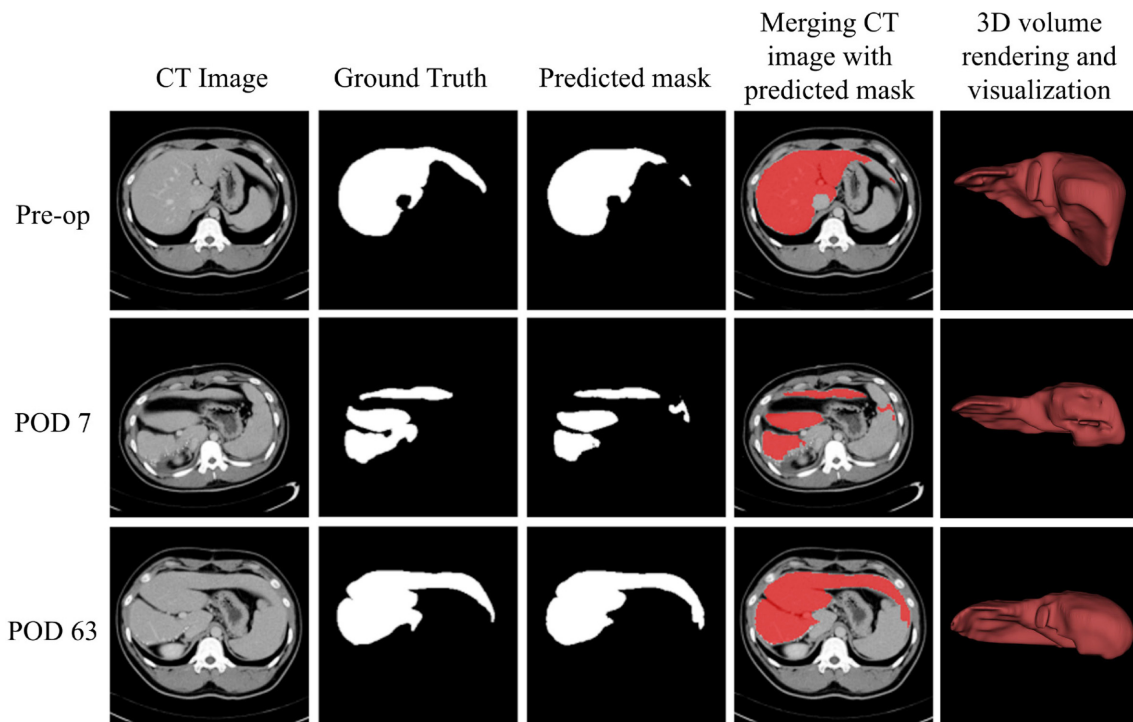 CT Image
Ground Truth
Predicted mask
Merging CT
image with
predicted mask
3D volume
rendering and
visualization
Pre-op
POD 7
POD 63